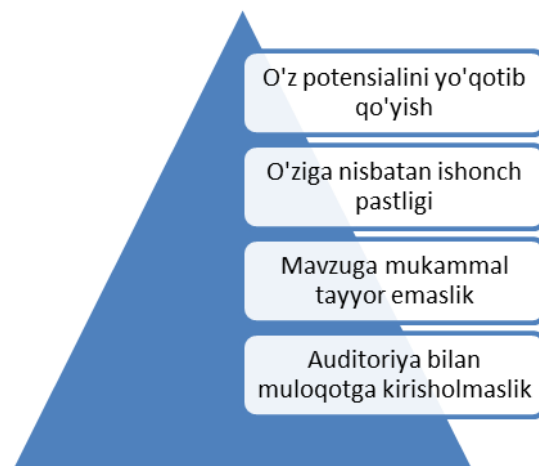 O'z potensialini yo'qotib
qo'yish
O'ziga nisbatan ishonch
pastligi
Mavzuga mukammal
tayyor emaslik
Auditoriya bilan
muloqotga kirisholmaslik